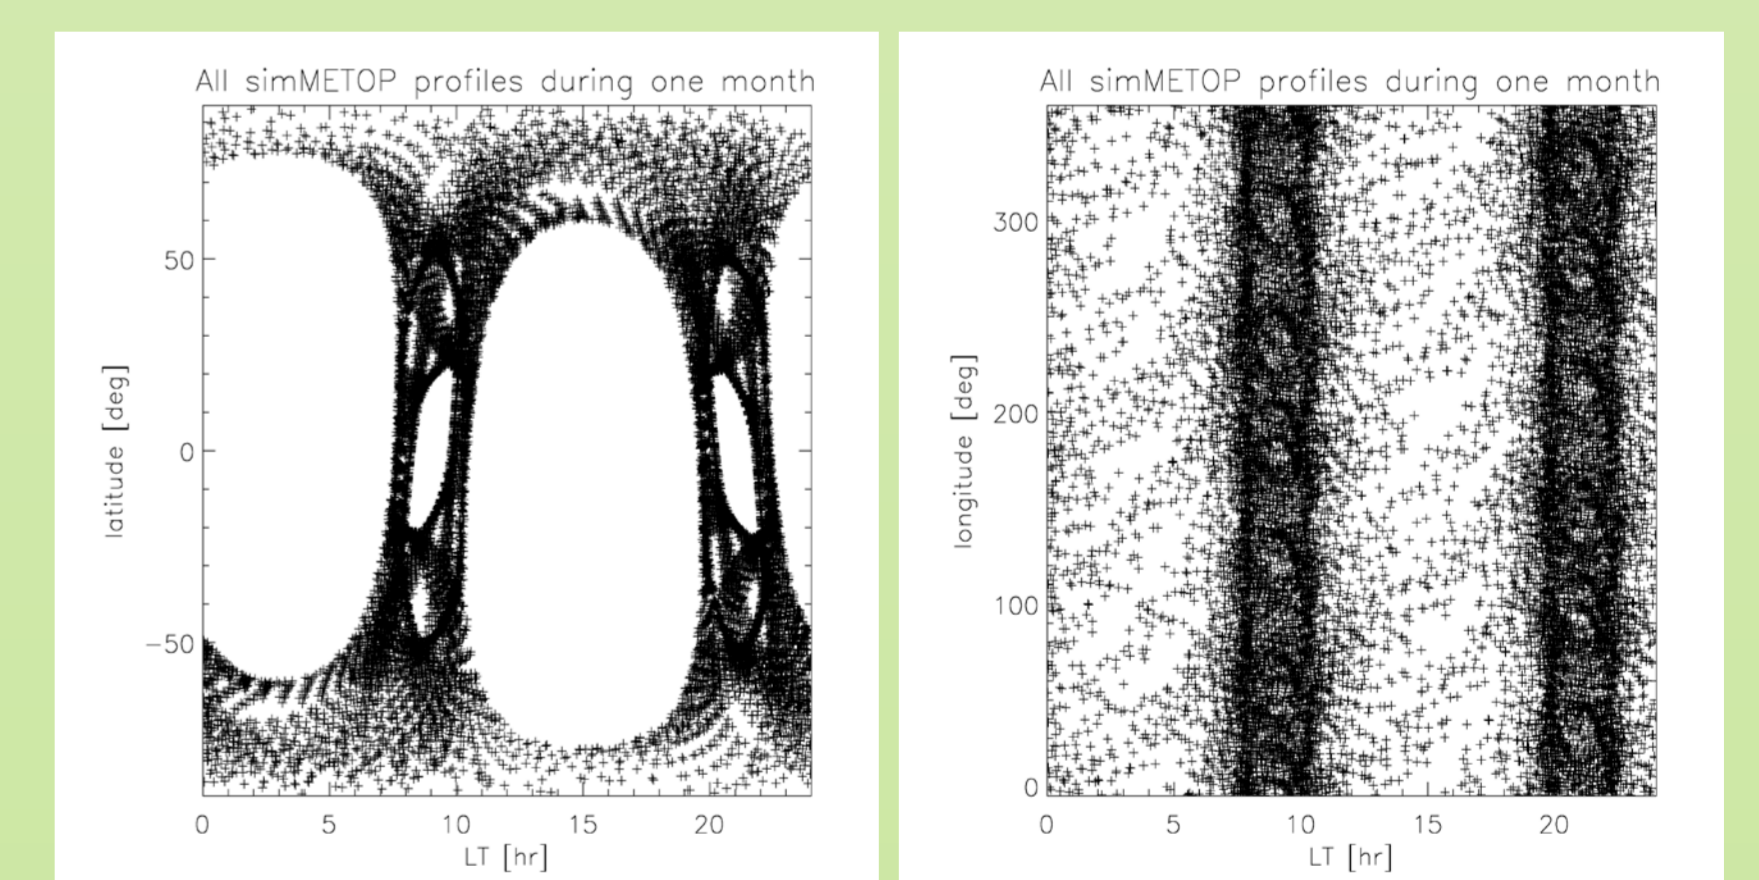 All simMETOP profiles during one month
50
0
−50
latitude [deg]
0 5 10 15 20
LT [hr]
All simMETOP profiles during one month
300
200
100
0
longitude [deg]
0 5 10 15 20
LT [hr]